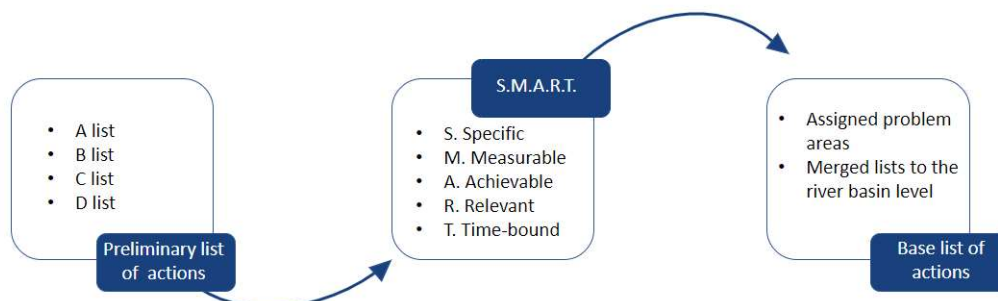 • A list
• B list
• C list
• D list
Preliminary list
of actions
S.M.A.R.T.
• S. Specific
• M. Measurable
• A. Achievable
• R. Relevant
• T. Time-bound
• Assigned problem
areas
• Merged lists to the
river basin level
Base list of
actions